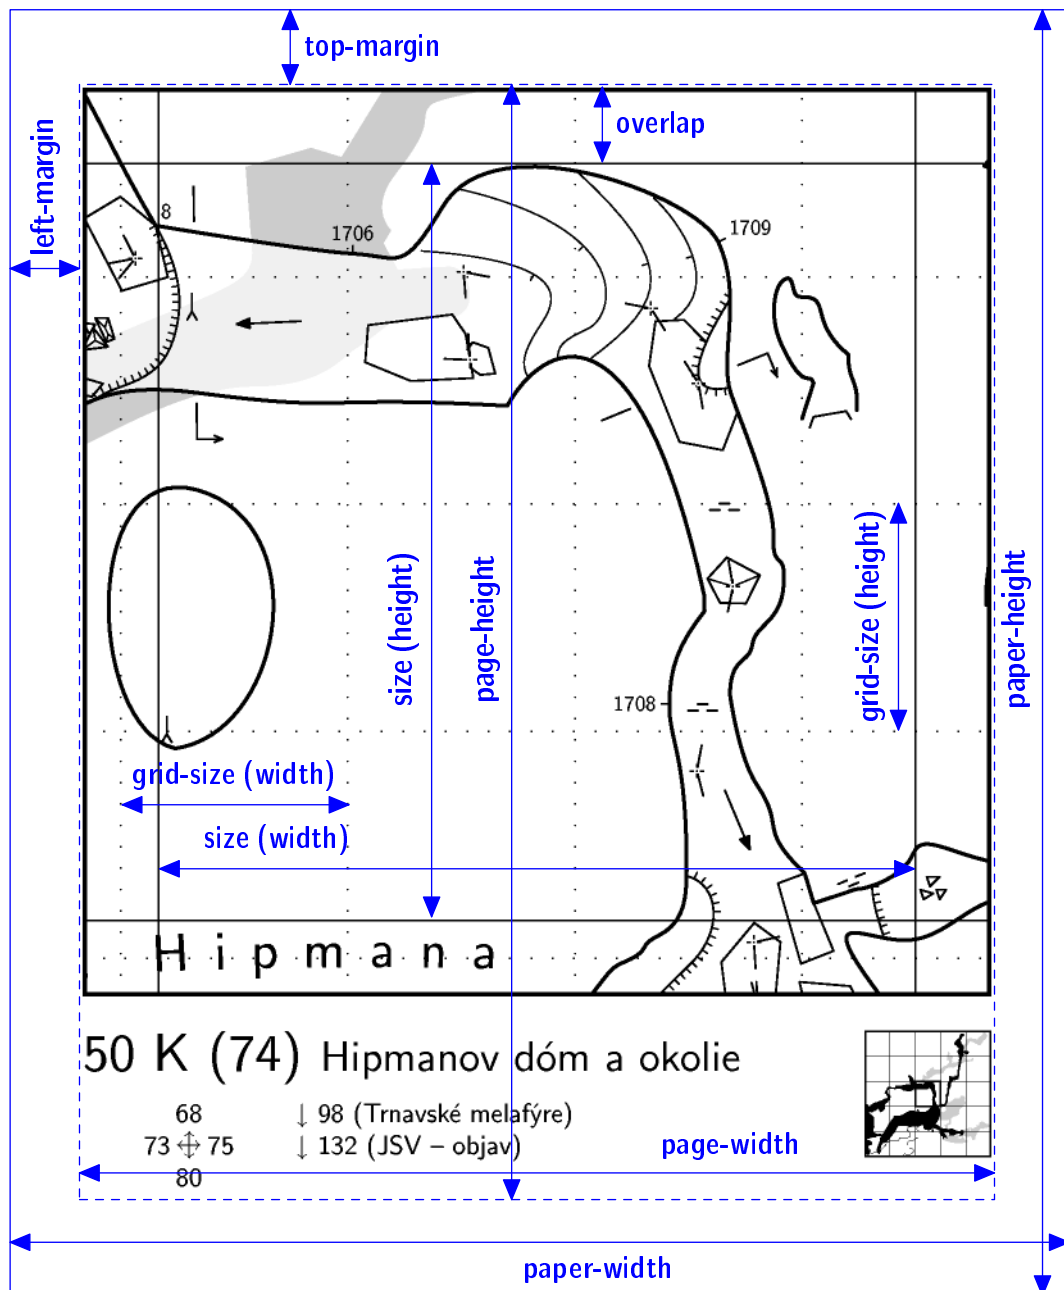 top-margin
overlap
left-margin
8
1706
1709
size (height)
page-height
grid-size (height)
paper-height
1708
grid-size (width)
size (width)
Hipmana
50 K (74) Hipmanov dóm a okolie
68 ↓ 98 (Trnavské melafýre)
73 75 ↓ 132 (JSV – objav)
80
page-width
paper-width